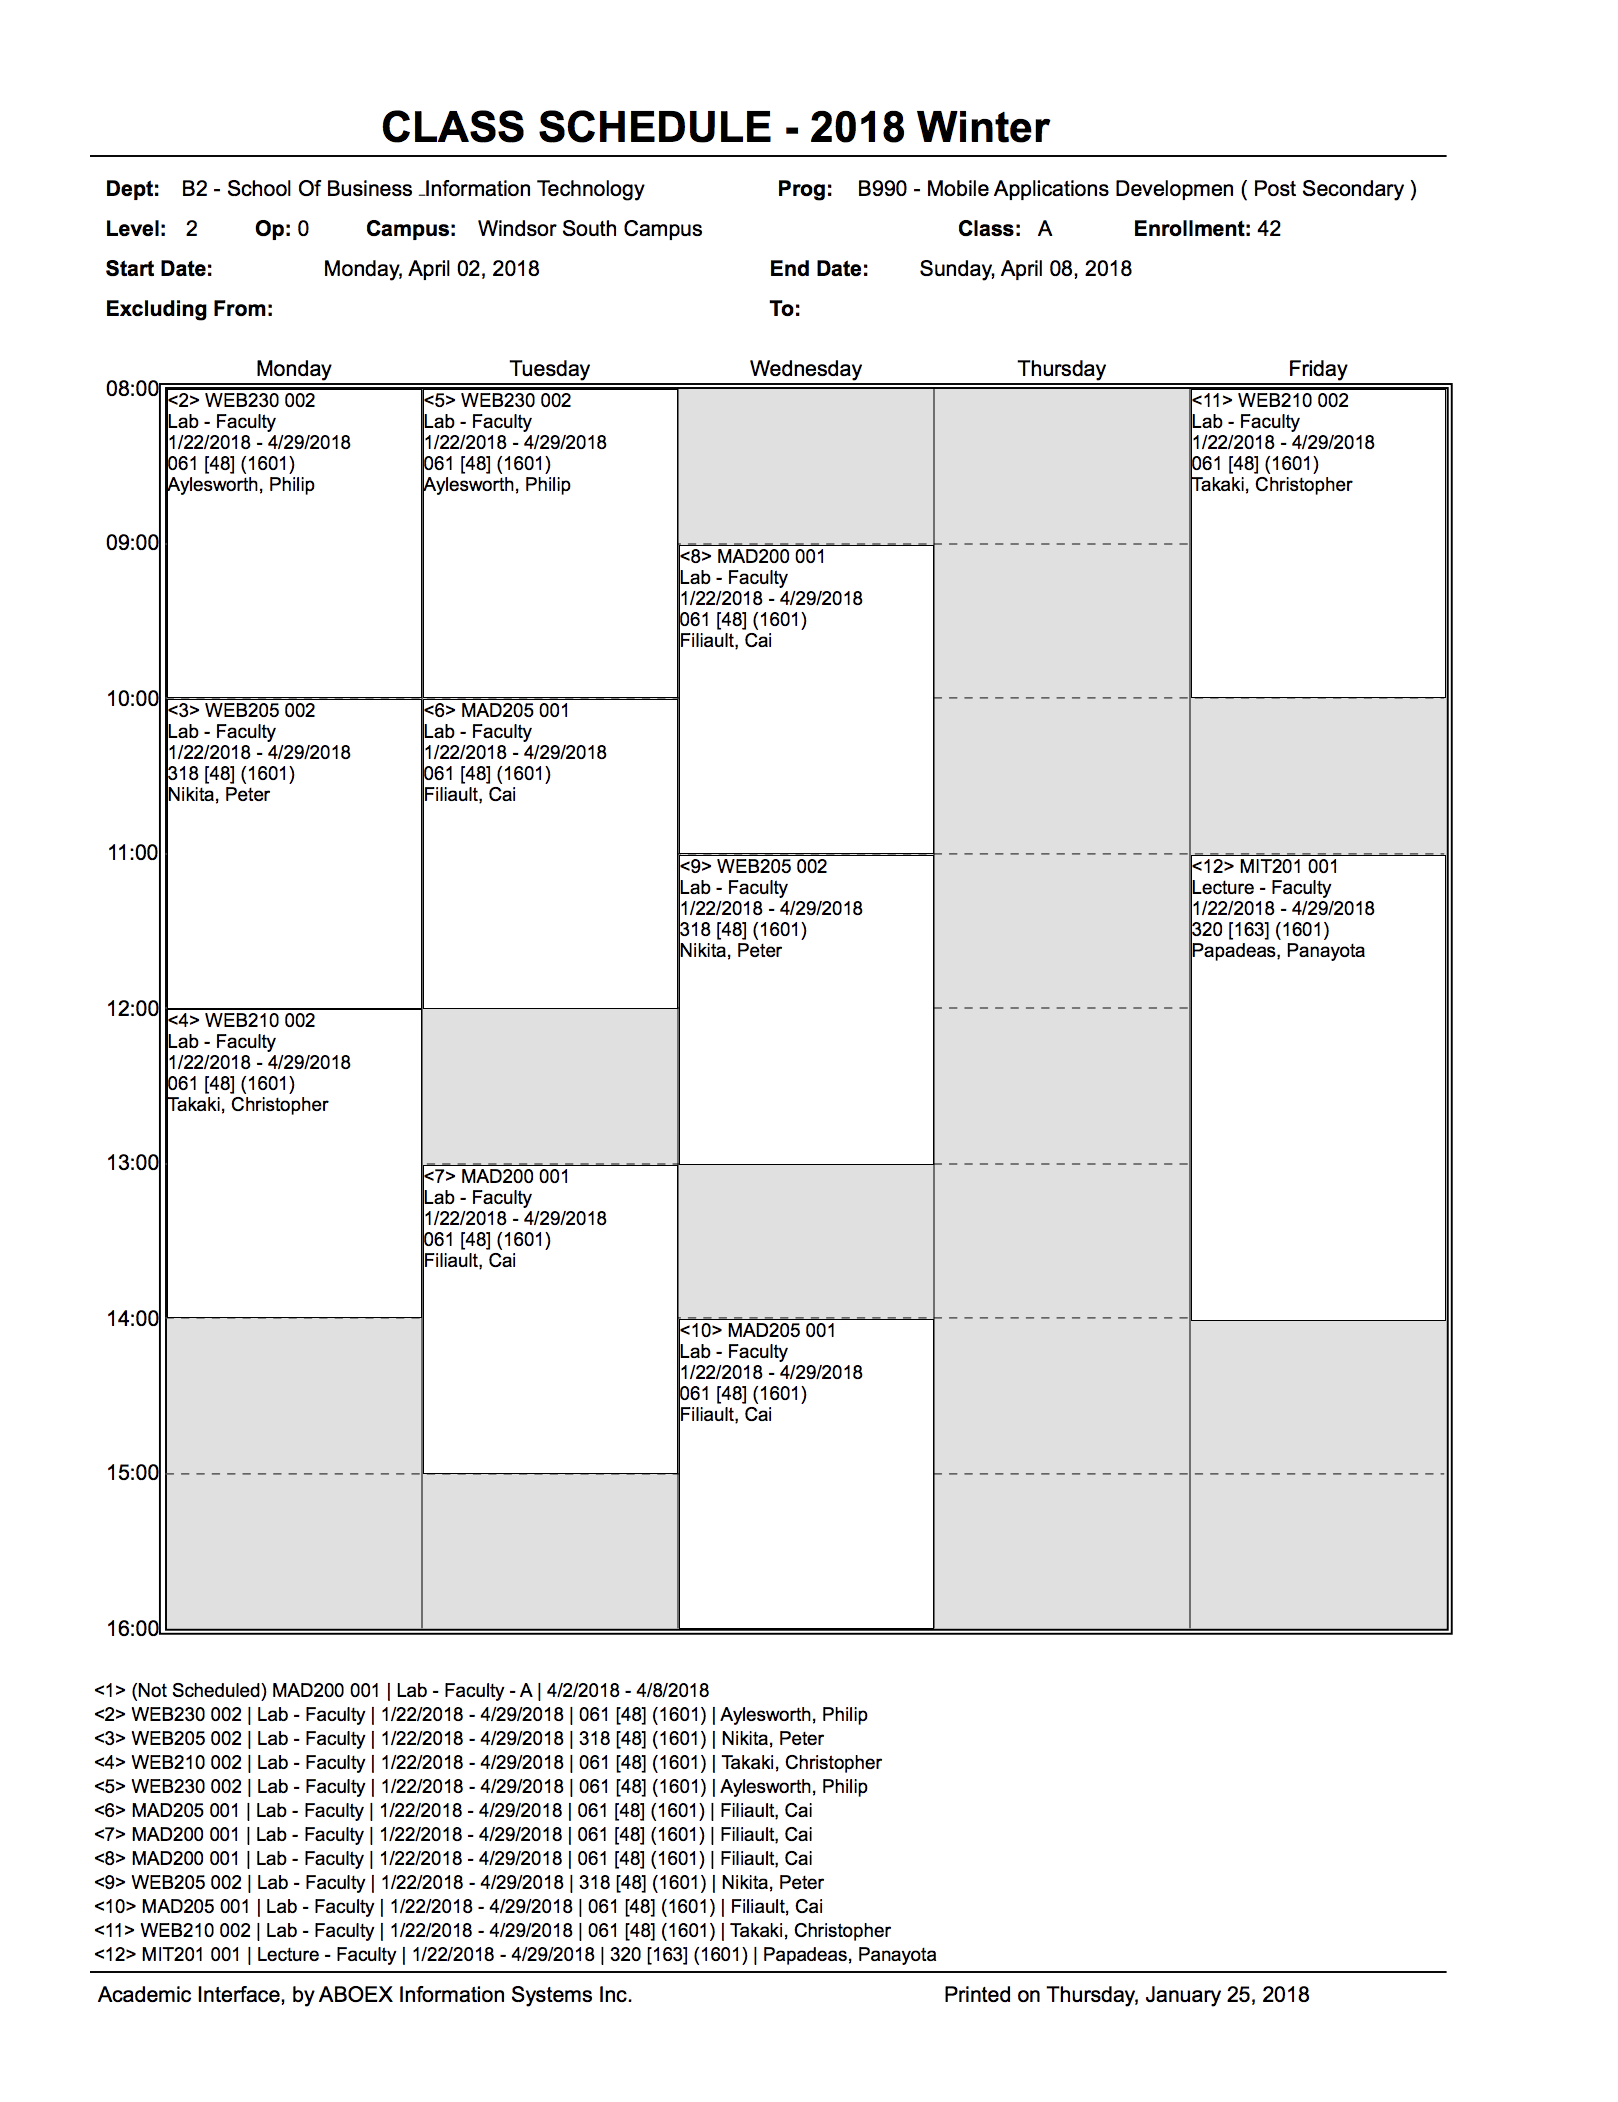 CLASS SCHEDULE - 2018 Winter
Dept: B2 - School Of Business _Information Technology Prog: B990 - Mobile Applications Developmen ( Post Secondary )
Level: 2 Op: 0 Campus: Windsor South Campus Class: A Enrollment: 42
Start Date: Monday, April 02, 2018 End Date: Sunday, April 08, 2018
Excluding From: To:
Monday Tuesday Wednesday Thursday Friday
08:00
09:00
10:00
11:00
12:00
13:00
14:00
15:00
16:00
<2> WEB230 002
Lab - Faculty
1/22/2018 - 4/29/2018
061 [48] (1601)
Aylesworth, Philip
<3> WEB205 002
Lab - Faculty
1/22/2018 - 4/29/2018
318 [48] (1601)
Nikita, Peter
<4> WEB210 002
Lab - Faculty
1/22/2018 - 4/29/2018
061 [48] (1601)
Takaki, Christopher
<5> WEB230 002
Lab - Faculty
1/22/2018 - 4/29/2018
061 [48] (1601)
Aylesworth, Philip
<6> MAD205 001
Lab - Faculty
1/22/2018 - 4/29/2018
061 [48] (1601)
Filiault, Cai
<7> MAD200 001
Lab - Faculty
1/22/2018 - 4/29/2018
061 [48] (1601)
Filiault, Cai
<8> MAD200 001
Lab - Faculty
1/22/2018 - 4/29/2018
061 [48] (1601)
Filiault, Cai
<9> WEB205 002
Lab - Faculty
1/22/2018 - 4/29/2018
318 [48] (1601)
Nikita, Peter
<10> MAD205 001
Lab - Faculty
1/22/2018 - 4/29/2018
061 [48] (1601)
Filiault, Cai
<11> WEB210 002
Lab - Faculty
1/22/2018 - 4/29/2018
061 [48] (1601)
Takaki, Christopher
<12> MIT201 001
Lecture - Faculty
1/22/2018 - 4/29/2018
320 [163] (1601)
Papadeas, Panayota
<1> (Not Scheduled) MAD200 001 | Lab - Faculty - A | 4/2/2018 - 4/8/2018
<2> WEB230 002 | Lab - Faculty | 1/22/2018 - 4/29/2018 | 061 [48] (1601) | Aylesworth, Philip
<3> WEB205 002 | Lab - Faculty | 1/22/2018 - 4/29/2018 | 318 [48] (1601) | Nikita, Peter
<4> WEB210 002 | Lab - Faculty | 1/22/2018 - 4/29/2018 | 061 [48] (1601) | Takaki, Christopher
<5> WEB230 002 | Lab - Faculty | 1/22/2018 - 4/29/2018 | 061 [48] (1601) | Aylesworth, Philip
<6> MAD205 001 | Lab - Faculty | 1/22/2018 - 4/29/2018 | 061 [48] (1601) | Filiault, Cai
<7> MAD200 001 | Lab - Faculty | 1/22/2018 - 4/29/2018 | 061 [48] (1601) | Filiault, Cai
<8> MAD200 001 | Lab - Faculty | 1/22/2018 - 4/29/2018 | 061 [48] (1601) | Filiault, Cai
<9> WEB205 002 | Lab - Faculty | 1/22/2018 - 4/29/2018 | 318 [48] (1601) | Nikita, Peter
<10> MAD205 001 | Lab - Faculty | 1/22/2018 - 4/29/2018 | 061 [48] (1601) | Filiault, Cai
<11> WEB210 002 | Lab - Faculty | 1/22/2018 - 4/29/2018 | 061 [48] (1601) | Takaki, Christopher
<12> MIT201 001 | Lecture - Faculty | 1/22/2018 - 4/29/2018 | 320 [163] (1601) | Papadeas, Panayota
Academic Interface, by ABOEX Information Systems Inc. Printed on Thursday, January 25, 2018